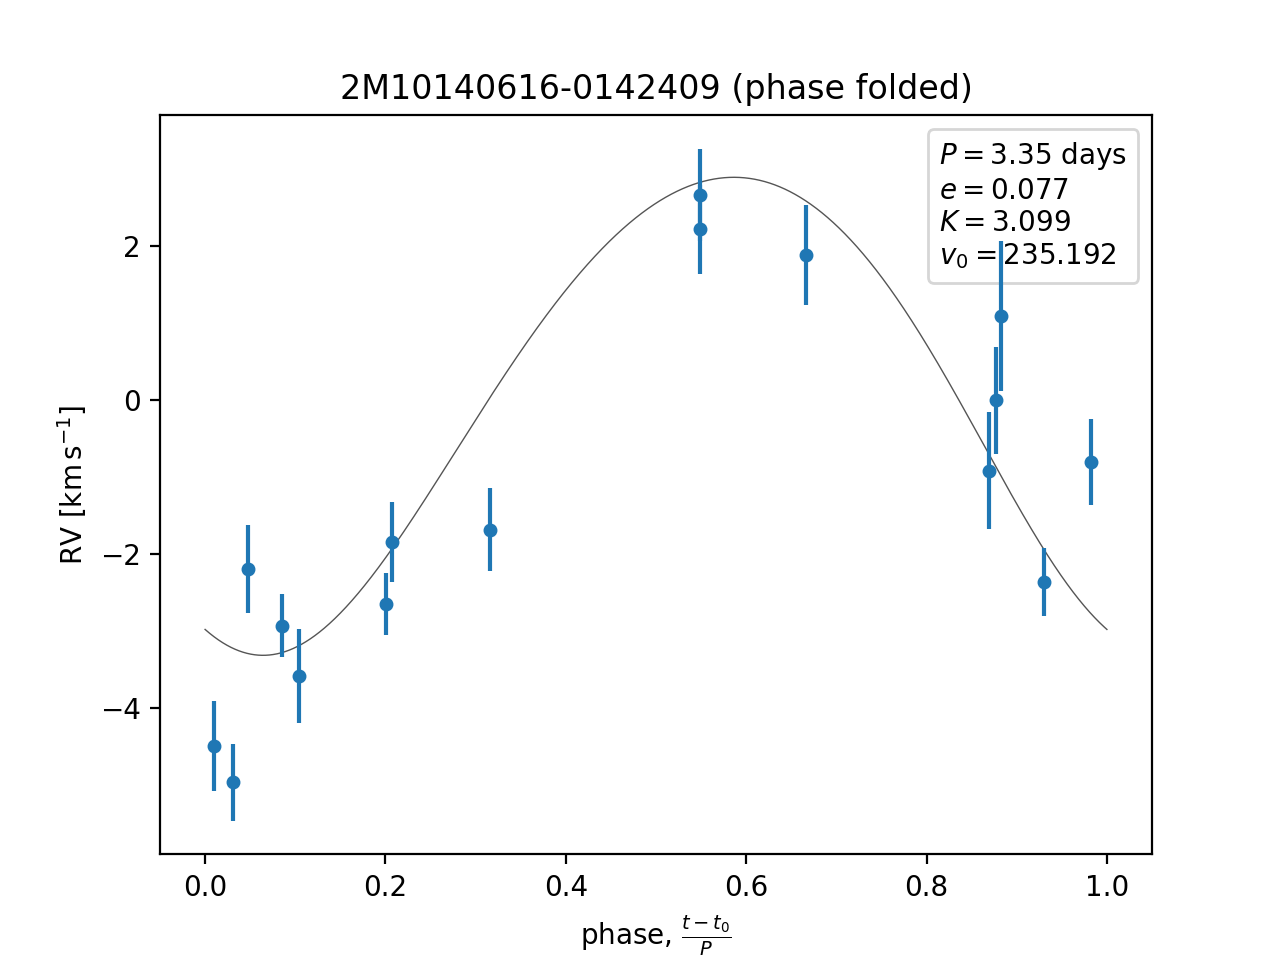 2M10140616-0142409 (phase folded)
P = 3.35 days
e = 0.077
K = 3.099
v₀ = 235.192
RV [km s⁻¹]
2
0
−2
−4
0.0 0.2 0.4 0.6 0.8 1.0
phase, (t − t₀)/P